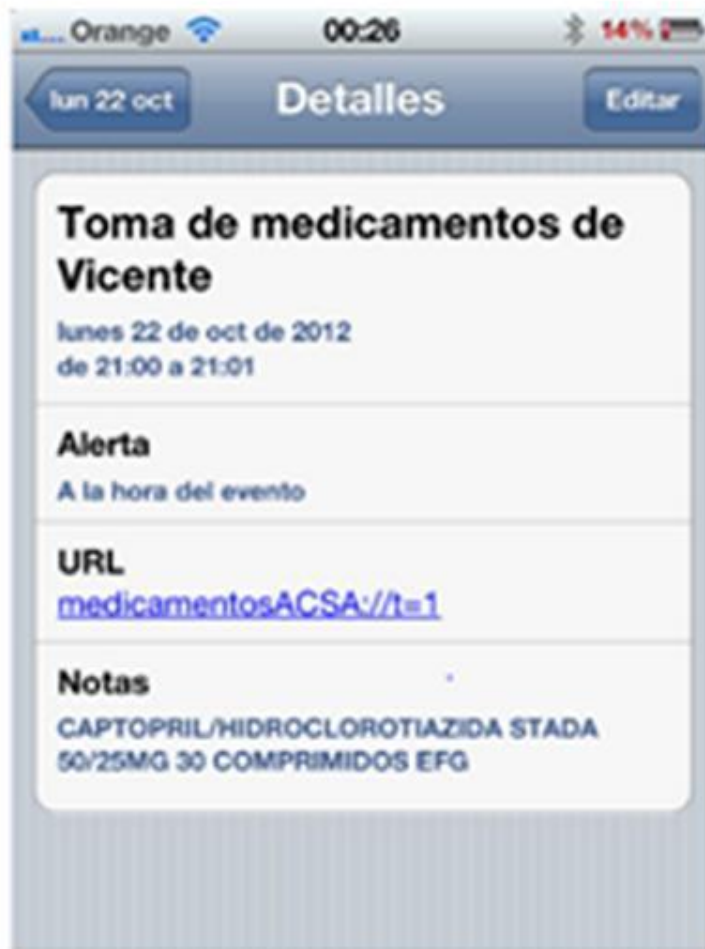 Orange 00:26 14%
lun 22 oct Detalles Editar
Toma de medicamentos de
Vicente
lunes 22 de oct de 2012
de 21:00 a 21:01
Alerta
A la hora del evento
URL
medicamentosACSA://t=1
Notas
CAPTOPRIL/HIDROCLOROTIAZIDA STADA
50/25MG 30 COMPRIMIDOS EFG